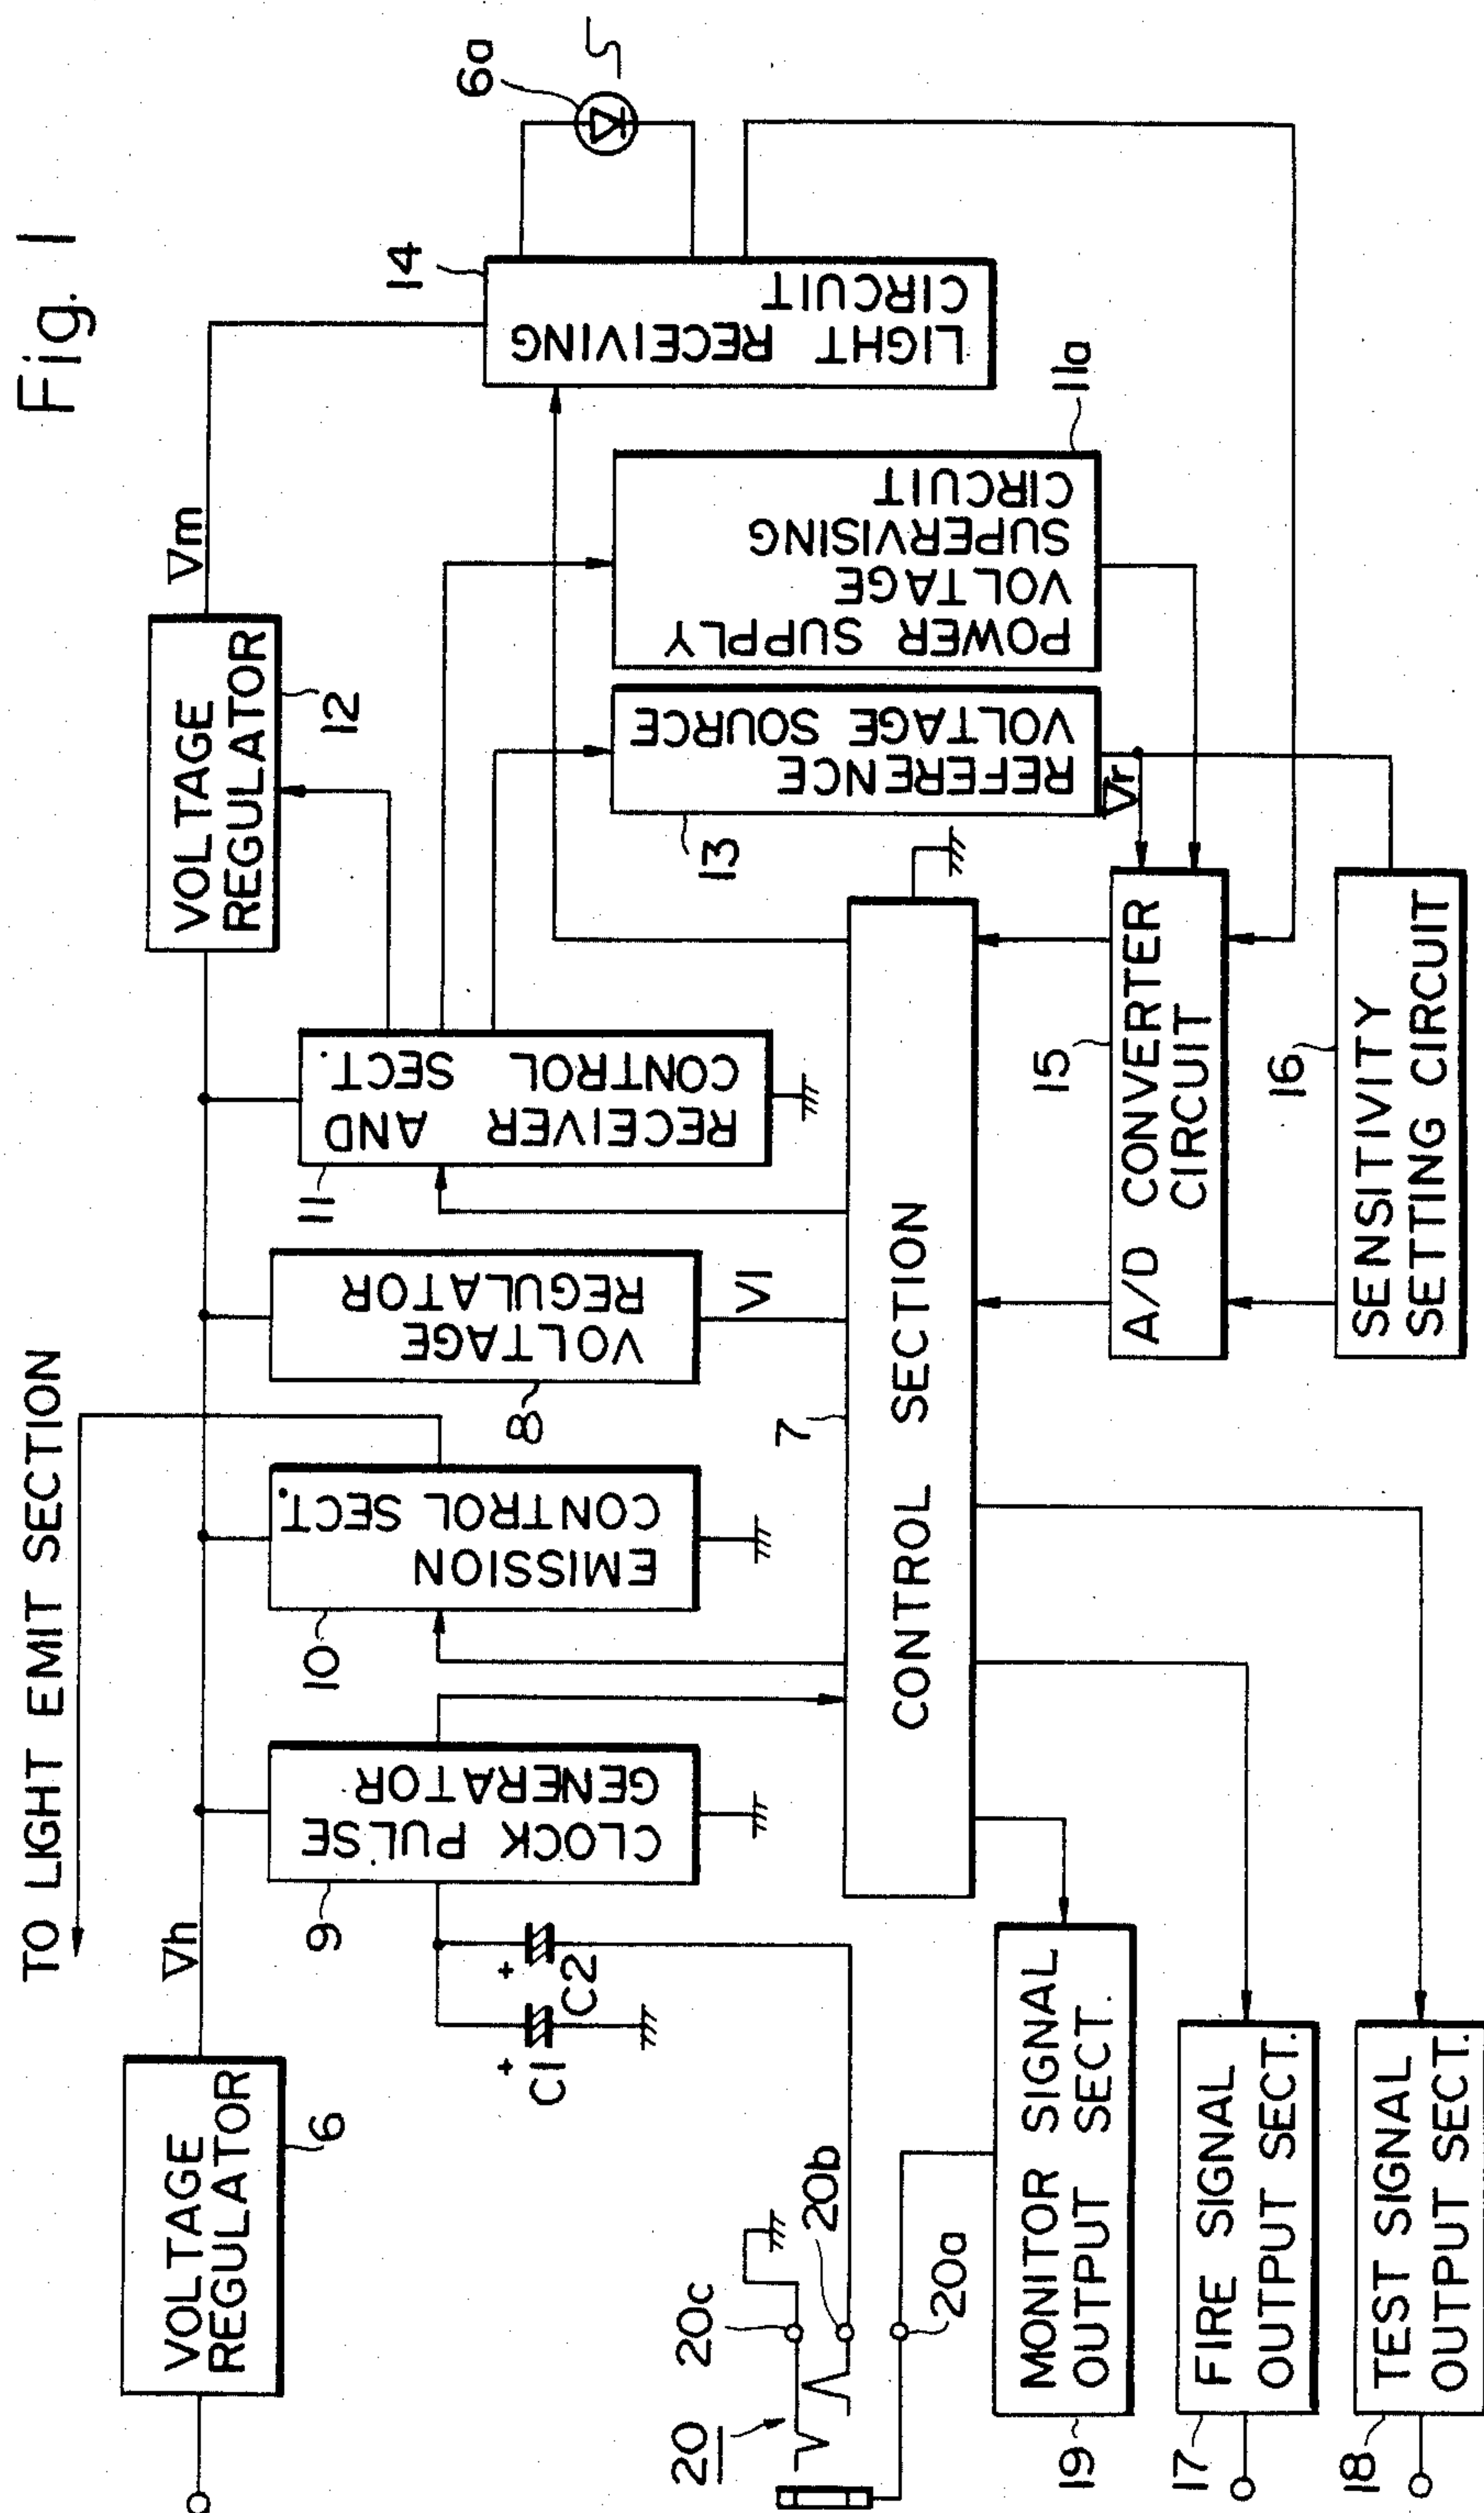 Fig. 1
TO LIGHT EMIT SECTION
Vh
Vm
VOLTAGE
REGULATOR
6
VOLTAGE
REGULATOR
12
CLOCK PULSE
GENERATOR
9
EMISSION
CONTROL SECT.
10
VOLTAGE
REGULATOR
8
Vl
RECEIVER AND
CONTROL SECT.
11
REFERENCE
VOLTAGE SOURCE
13
Vr
POWER SUPPLY
VOLTAGE
SUPERVISING
CIRCUIT
11a
LIGHT RECEIVING
CIRCUIT
14
6a
+
C1
+
C2
CONTROL SECTION
7
20
20c
20b
20a
A/D CONVERTER
CIRCUIT
15
SENSITIVITY
SETTING CIRCUIT
16
MONITOR SIGNAL
OUTPUT SECT.
19
FIRE SIGNAL
OUTPUT SECT.
17
TEST SIGNAL
OUTPUT SECT.
18